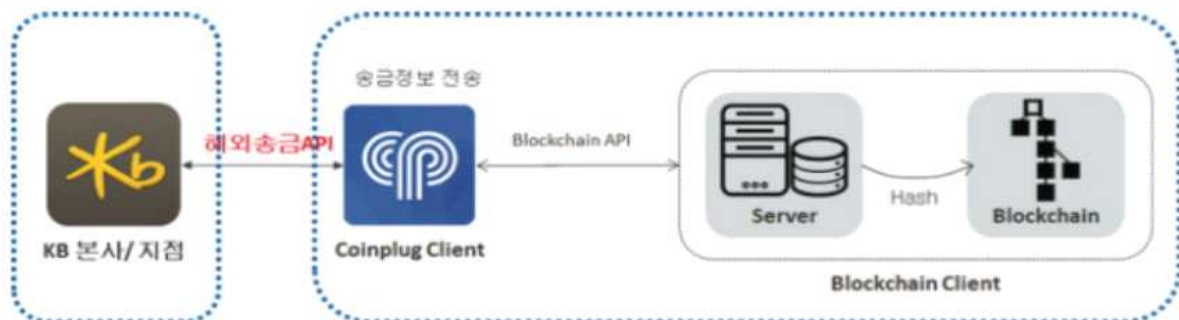 송금정보 전송
해외송금API
Blockchain API
Kb
Server
Hash
Blockchain
KB 본사/ 지점
Coinplug Client
Blockchain Client